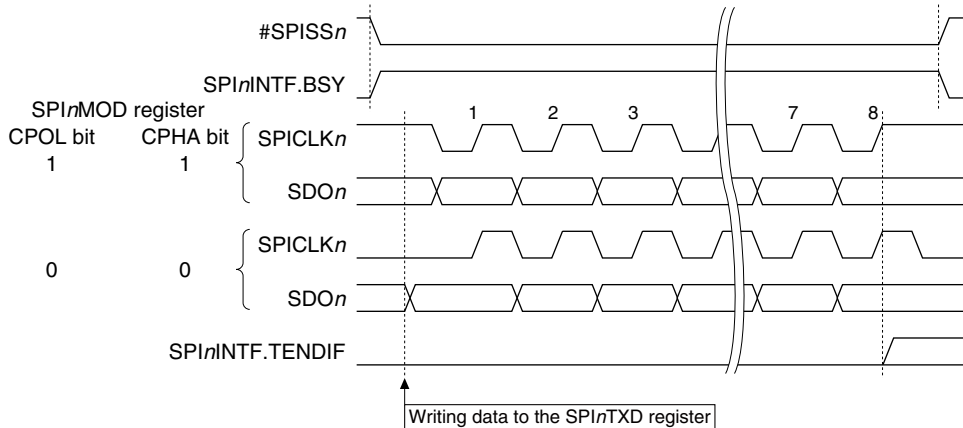 #SPISSn
SPInINTF.BSY
SPInMOD register
1 2 3 7 8
CPOL bit CPHA bit SPICLKn
1 1
SDOn
SPICLKn
0 0
SDOn
SPInINTF.TENDIF
Writing data to the SPInTXD register